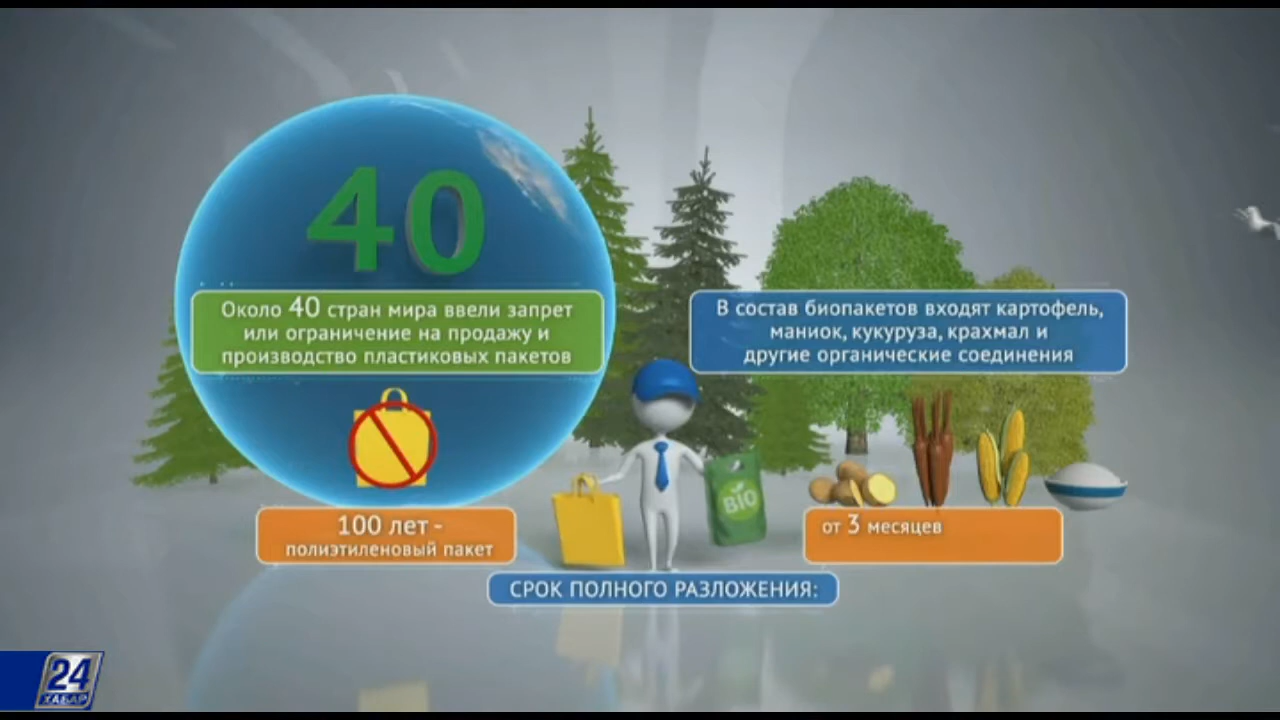 40
Около 40 стран мира ввели запрет
или ограничение на продажу и
производство пластиковых пакетов
В состав биопакетов входят картофель,
маниок, кукуруза, крахмал и
другие органические соединения
BIO
100 лет -
полиэтиленовый пакет
от 3 месяцев
СРОК ПОЛНОГО РАЗЛОЖЕНИЯ:
24
ХАБАР